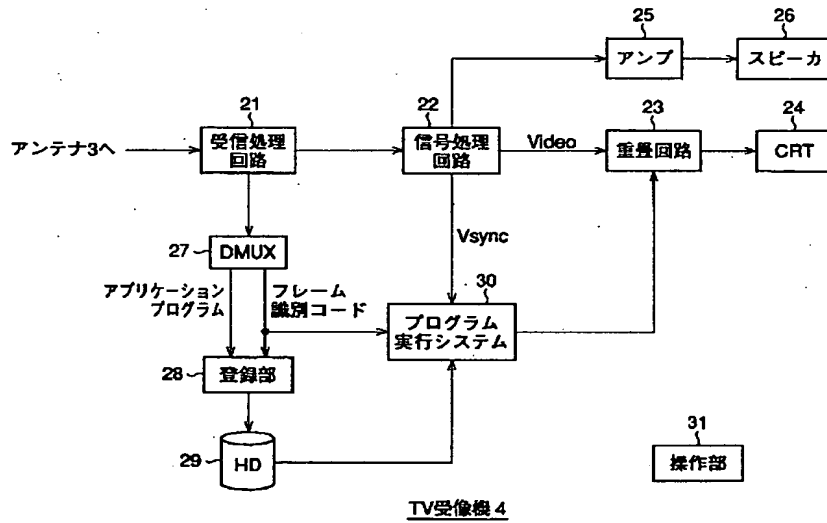 25
アンプ
26
スピーカ
アンテナ3へ
21
受信処理
回路
22
信号処理
回路
Video
23
重畳回路
24
CRT
Vsync
27
DMUX
アプリケーション
プログラム
フレーム
識別コード
30
プログラム
実行システム
28
登録部
29
HD
31
操作部
TV受像機 4